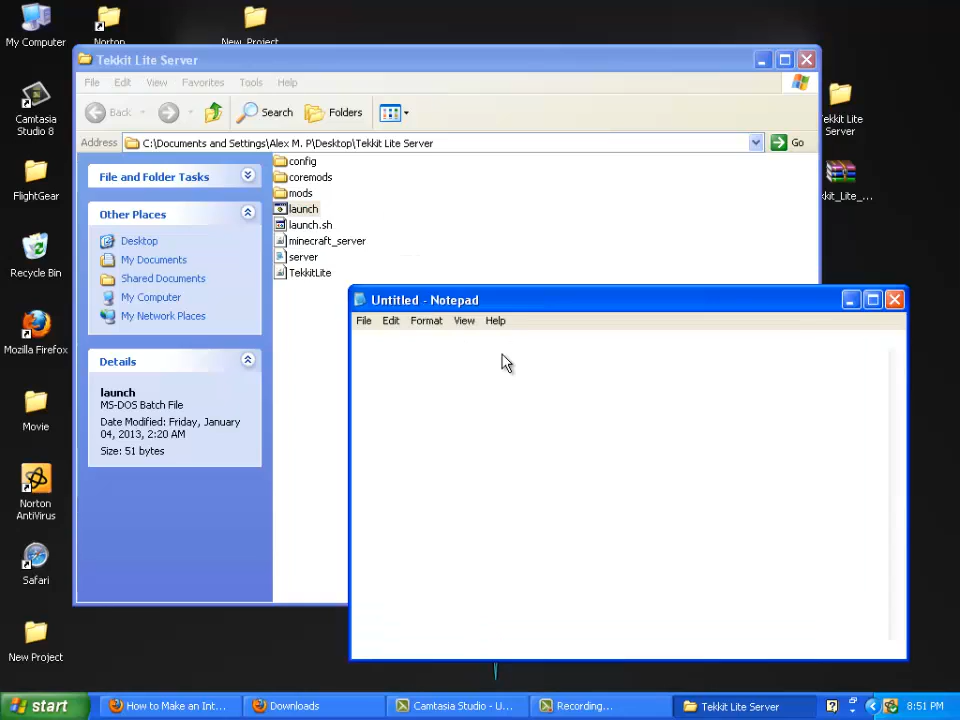 My Computer
Norton
New Project
Tekkit Lite Server
File Edit View Favorites Tools Help
Back Search Folders
Address C:\Documents and Settings\Alex M. P\Desktop\Tekkit Lite Server Go
File and Folder Tasks
Other Places
Desktop
My Documents
Shared Documents
My Computer
My Network Places
Details
launch
MS-DOS Batch File
Date Modified: Friday, January
04, 2013, 2:20 AM
Size: 51 bytes
config
coremods
mods
launch
launch.sh
minecraft_server
server
TekkitLite
Untitled - Notepad
File Edit Format View Help
Camtasia
Studio 8
FlightGear
Recycle Bin
Mozilla Firefox
Movie
Norton
AntiVirus
Safari
New Project
ekkit Lite
Server
kkit_Lite_...
start
How to Make an Int...
Downloads
Camtasia Studio - U...
Recording...
Tekkit Lite Server
8:51 PM